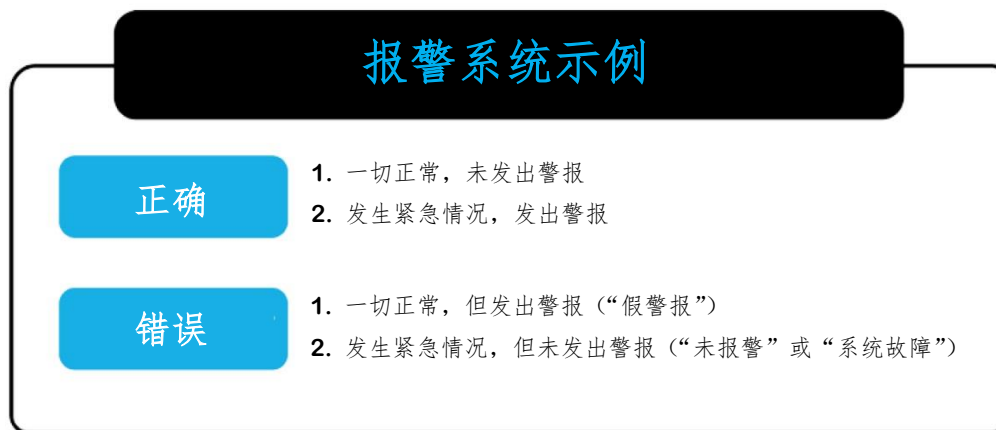 报警系统示例
正确
1. 一切正常，未发出警报
2. 发生紧急情况，发出警报
错误
1. 一切正常，但发出警报（“假警报”）
2. 发生紧急情况，但未发出警报（“未报警”或“系统故障”）